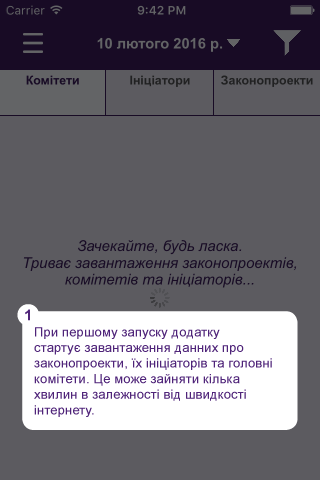 Carrier 9:42 PM
10 лютого 2016 р.
Комітети Ініціатори Законопроекти
Зачекайте, будь ласка.
Триває завантаження законопроектів,
комітетів та ініціаторів...
1
При першому запуску додатку
стартує завантаження данних про
законопроекти, їх ініціаторів та головні
комітети. Це може зайняти кілька
хвилин в залежності від швидкості
інтернету.